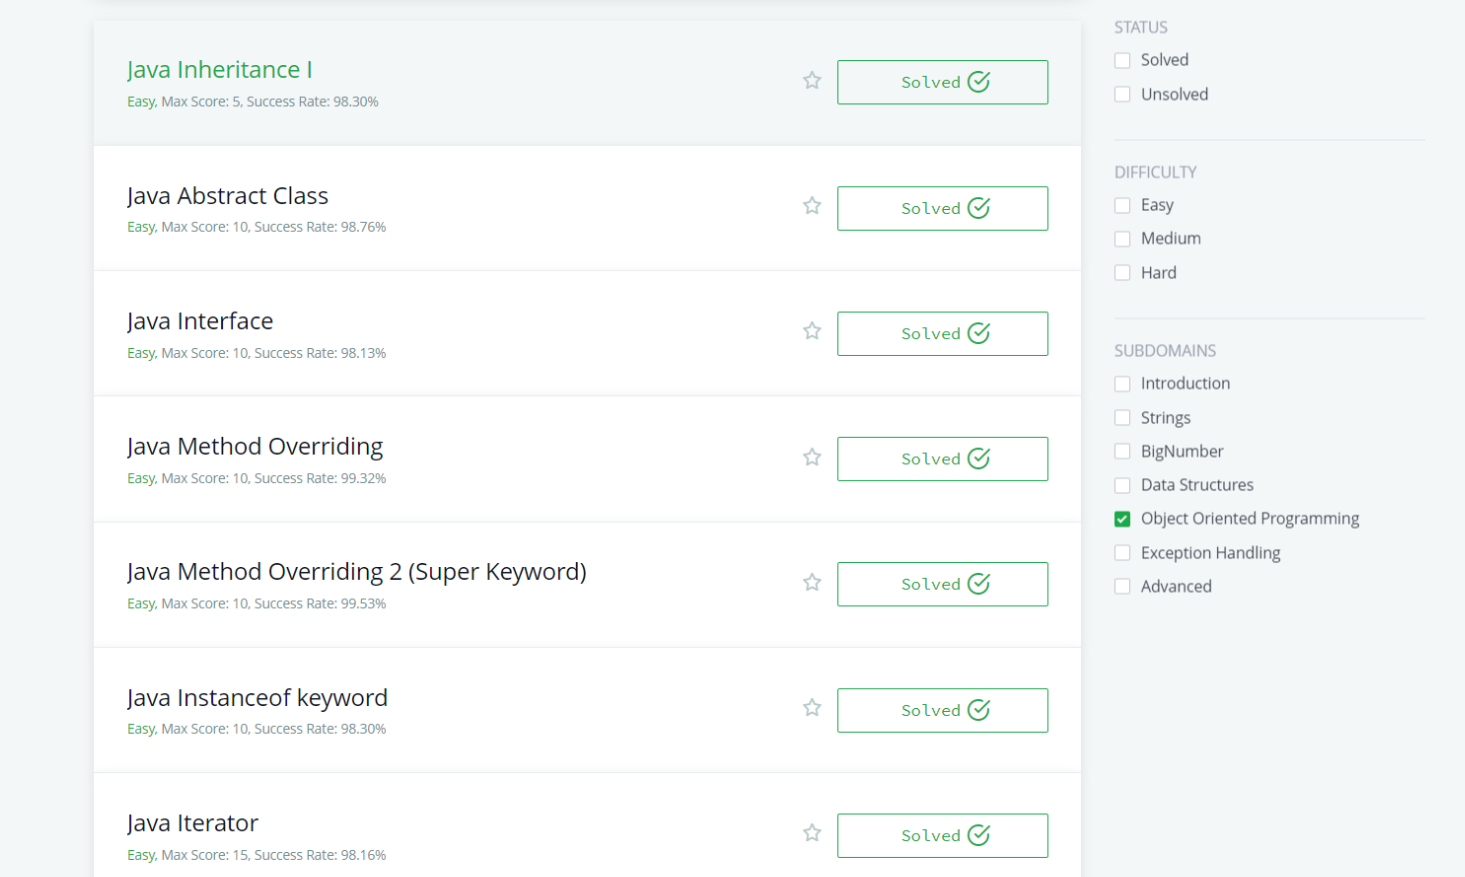 Java Inheritance I
Easy, Max Score: 5, Success Rate: 98.30%
Solved
Java Abstract Class
Easy, Max Score: 10, Success Rate: 98.76%
Solved
Java Interface
Easy, Max Score: 10, Success Rate: 98.13%
Solved
Java Method Overriding
Easy, Max Score: 10, Success Rate: 99.32%
Solved
Java Method Overriding 2 (Super Keyword)
Easy, Max Score: 10, Success Rate: 99.53%
Solved
Java Instanceof keyword
Easy, Max Score: 10, Success Rate: 98.30%
Solved
Java Iterator
Easy, Max Score: 15, Success Rate: 98.16%
Solved
STATUS
Solved
Unsolved
DIFFICULTY
Easy
Medium
Hard
SUBDOMAINS
Introduction
Strings
BigNumber
Data Structures
Object Oriented Programming
Exception Handling
Advanced